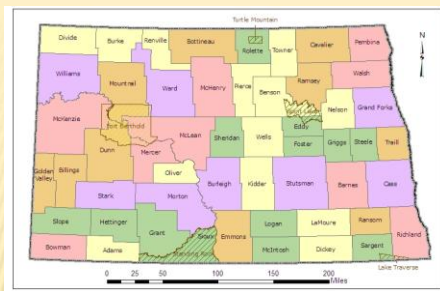 Turtle Mountain
Divide Burke Renville Bottineau Rolette Towner Cavalier Pembina
N
Williams Mountrail Ward McHenry Pierce Benson Ramsey Walsh
Nelson Grand Forks
McKenzie Fort Berthold McLean Sheridan Wells Eddy
Foster Griggs Steele Traill
Dunn Mercer
Golden Valley Billings Oliver
Stark Morton Burleigh Kidder Stutsman Barnes Cass
Slope Hettinger Grant Sioux Emmons Logan LaMoure Ransom Richland
Bowman Adams Standing Rock McIntosh Dickey Sargent
Lake Traverse
0 50 100 150 200
Miles